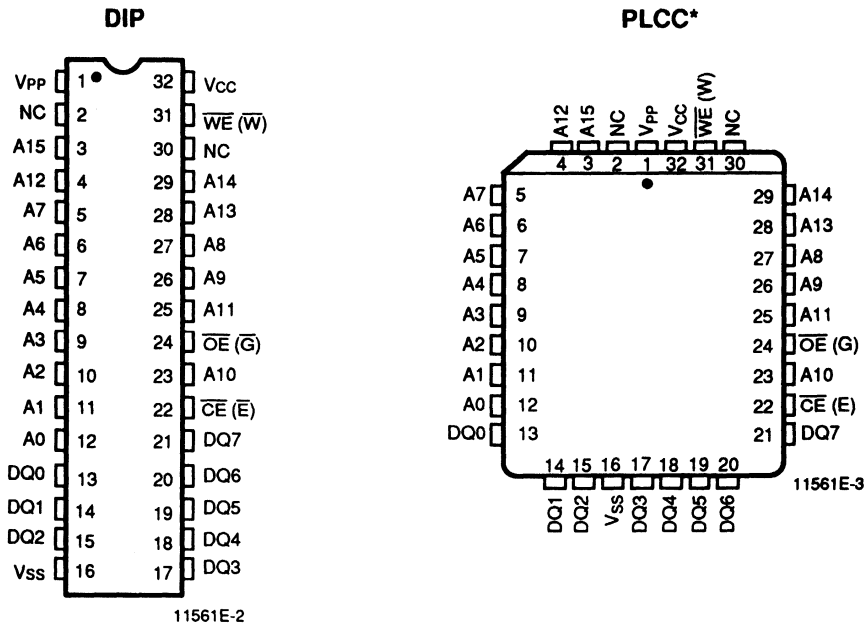 DIP
VPP 1 32 VCC
NC 2 31 WE (W)
A15 3 30 NC
A12 4 29 A14
A7 5 28 A13
A6 6 27 A8
A5 7 26 A9
A4 8 25 A11
A3 9 24 OE (G)
A2 10 23 A10
A1 11 22 CE (E)
A0 12 21 DQ7
DQ0 13 20 DQ6
DQ1 14 19 DQ5
DQ2 15 18 DQ4
VSS 16 17 DQ3
11561E-2
PLCC*
A12 A15 NC VPP VCC WE (W) NC
4 3 2 1 32 31 30
A7 5 29 A14
A6 6 28 A13
A5 7 27 A8
A4 8 26 A9
A3 9 25 A11
A2 10 24 OE (G)
A1 11 23 A10
A0 12 22 CE (E)
DQ0 13 21 DQ7
14 15 16 17 18 19 20
DQ1 DQ2 VSS DQ3 DQ4 DQ5 DQ6
11561E-3